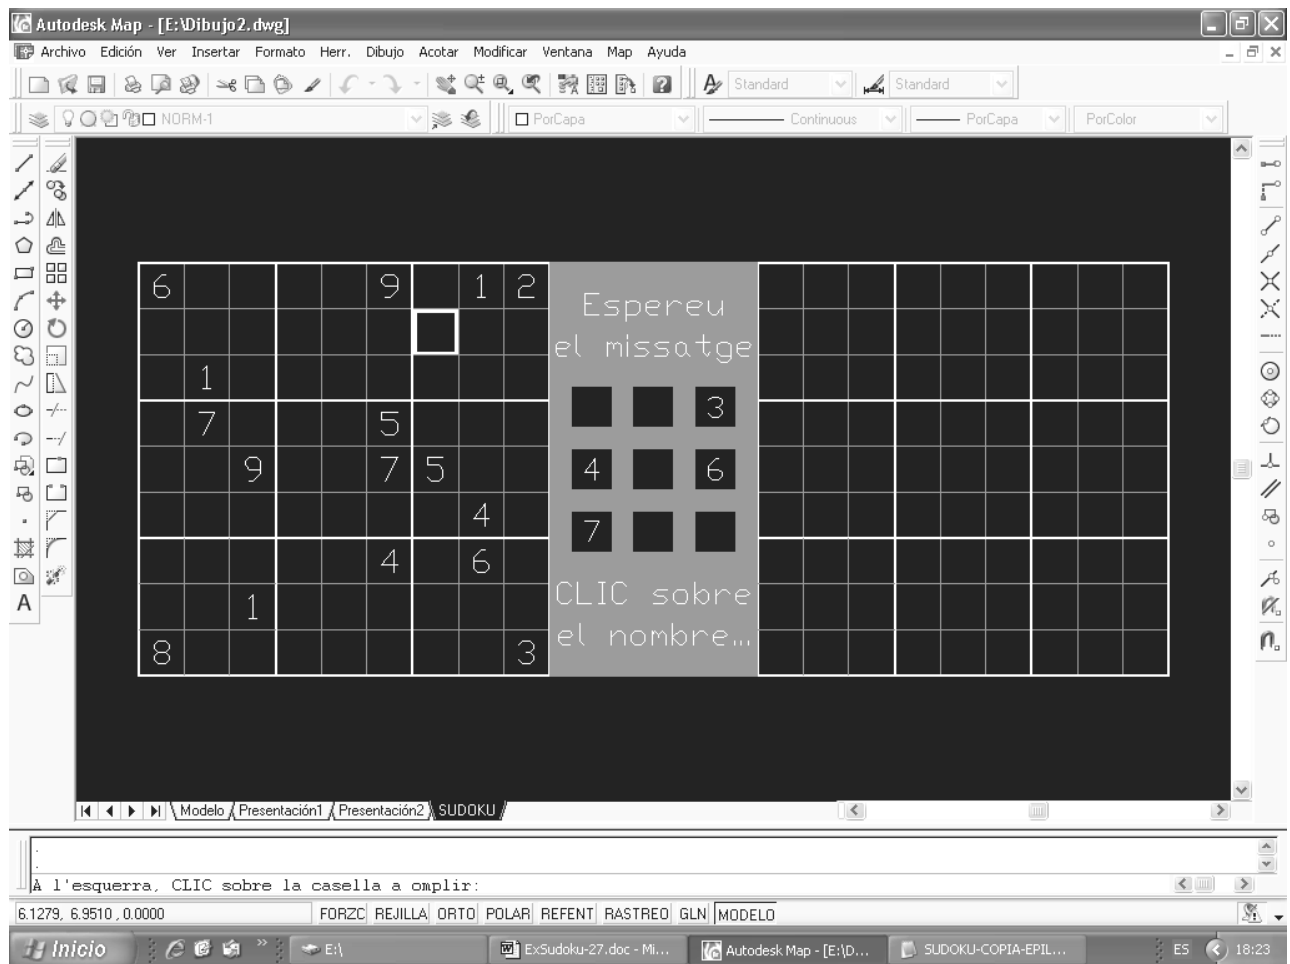 Autodesk Map - [E:\Dibujo2.dwg]
Archivo Edición Ver Insertar Formato Herr. Dibujo Acotar Modificar Ventana Map Ayuda
Standard Standard
NORM-1 PorCapa Continuous PorCapa PorColor
6 9 1 2
1
7 5
9 7 5
4
4 6
1
8 3
Espereu
el missatge
3
4 6
7
CLIC sobre
el nombre...
Modelo Presentación1 Presentación2 SUDOKU
A l'esquerra, CLIC sobre la casella a omplir:
6.1279, 6.9510 , 0.0000 FORZC REJILLA ORTO POLAR REFENT RASTREO GLN MODELO
Inicio E:\ ExSudoku-27.doc - Mi... Autodesk Map - [E:\D... SUDOKU-COPIA-EPIL... ES 18:23